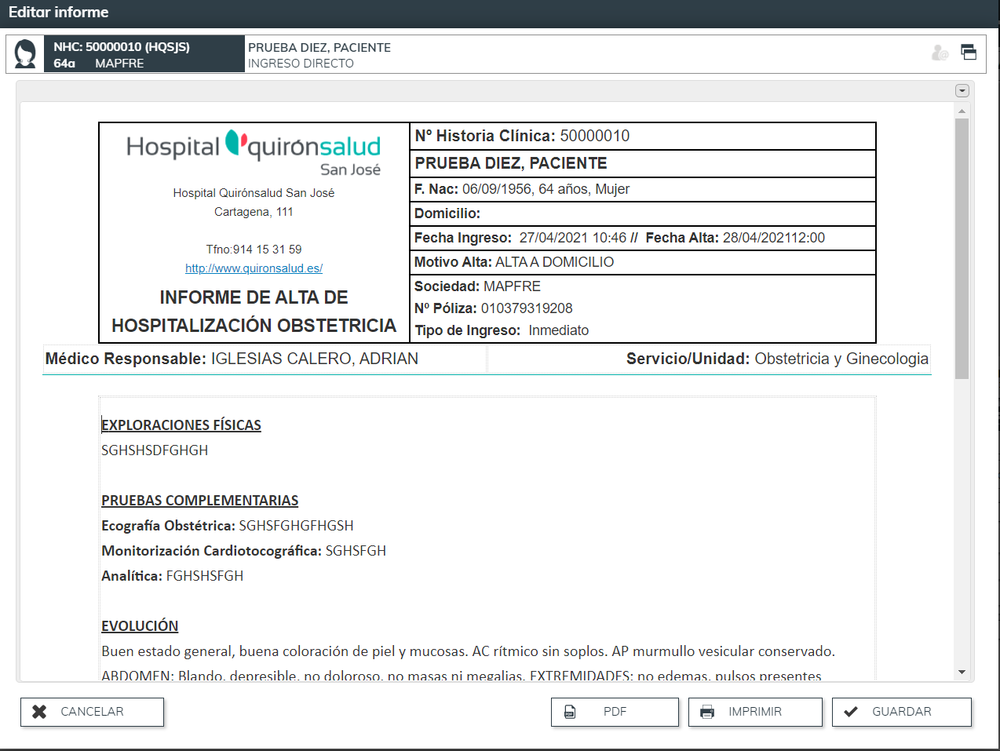 Editar informe
NHC: 50000010 (HQSJS)
64a MAPFRE
PRUEBA DIEZ, PACIENTE
INGRESO DIRECTO
Hospital quirónsalud
San José
Hospital Quirónsalud San José
Cartagena, 111
Tfno:914 15 31 59
http://www.quironsalud.es/
INFORME DE ALTA DE
HOSPITALIZACIÓN OBSTETRICIA
Nº Historia Clínica: 50000010
PRUEBA DIEZ, PACIENTE
F. Nac: 06/09/1956, 64 años, Mujer
Domicilio:
Fecha Ingreso: 27/04/2021 10:46 // Fecha Alta: 28/04/202112:00
Motivo Alta: ALTA A DOMICILIO
Sociedad: MAPFRE
Nº Póliza: 010379319208
Tipo de Ingreso: Inmediato
Médico Responsable: IGLESIAS CALERO, ADRIAN
Servicio/Unidad: Obstetricia y Ginecologia
EXPLORACIONES FÍSICAS
SGHSHSDFGHGH
PRUEBAS COMPLEMENTARIAS
Ecografía Obstétrica: SGHSFGHGFHGSH
Monitorización Cardiotocográfica: SGHSFGH
Analítica: FGHSHSFGH
EVOLUCIÓN
Buen estado general, buena coloración de piel y mucosas. AC rítmico sin soplos. AP murmullo vesicular conservado.
ABDOMEN: Blando, depresible, no doloroso, no masas ni megalias. EXTREMIDADES: no edemas, pulsos presentes
CANCELAR
PDF
IMPRIMIR
GUARDAR